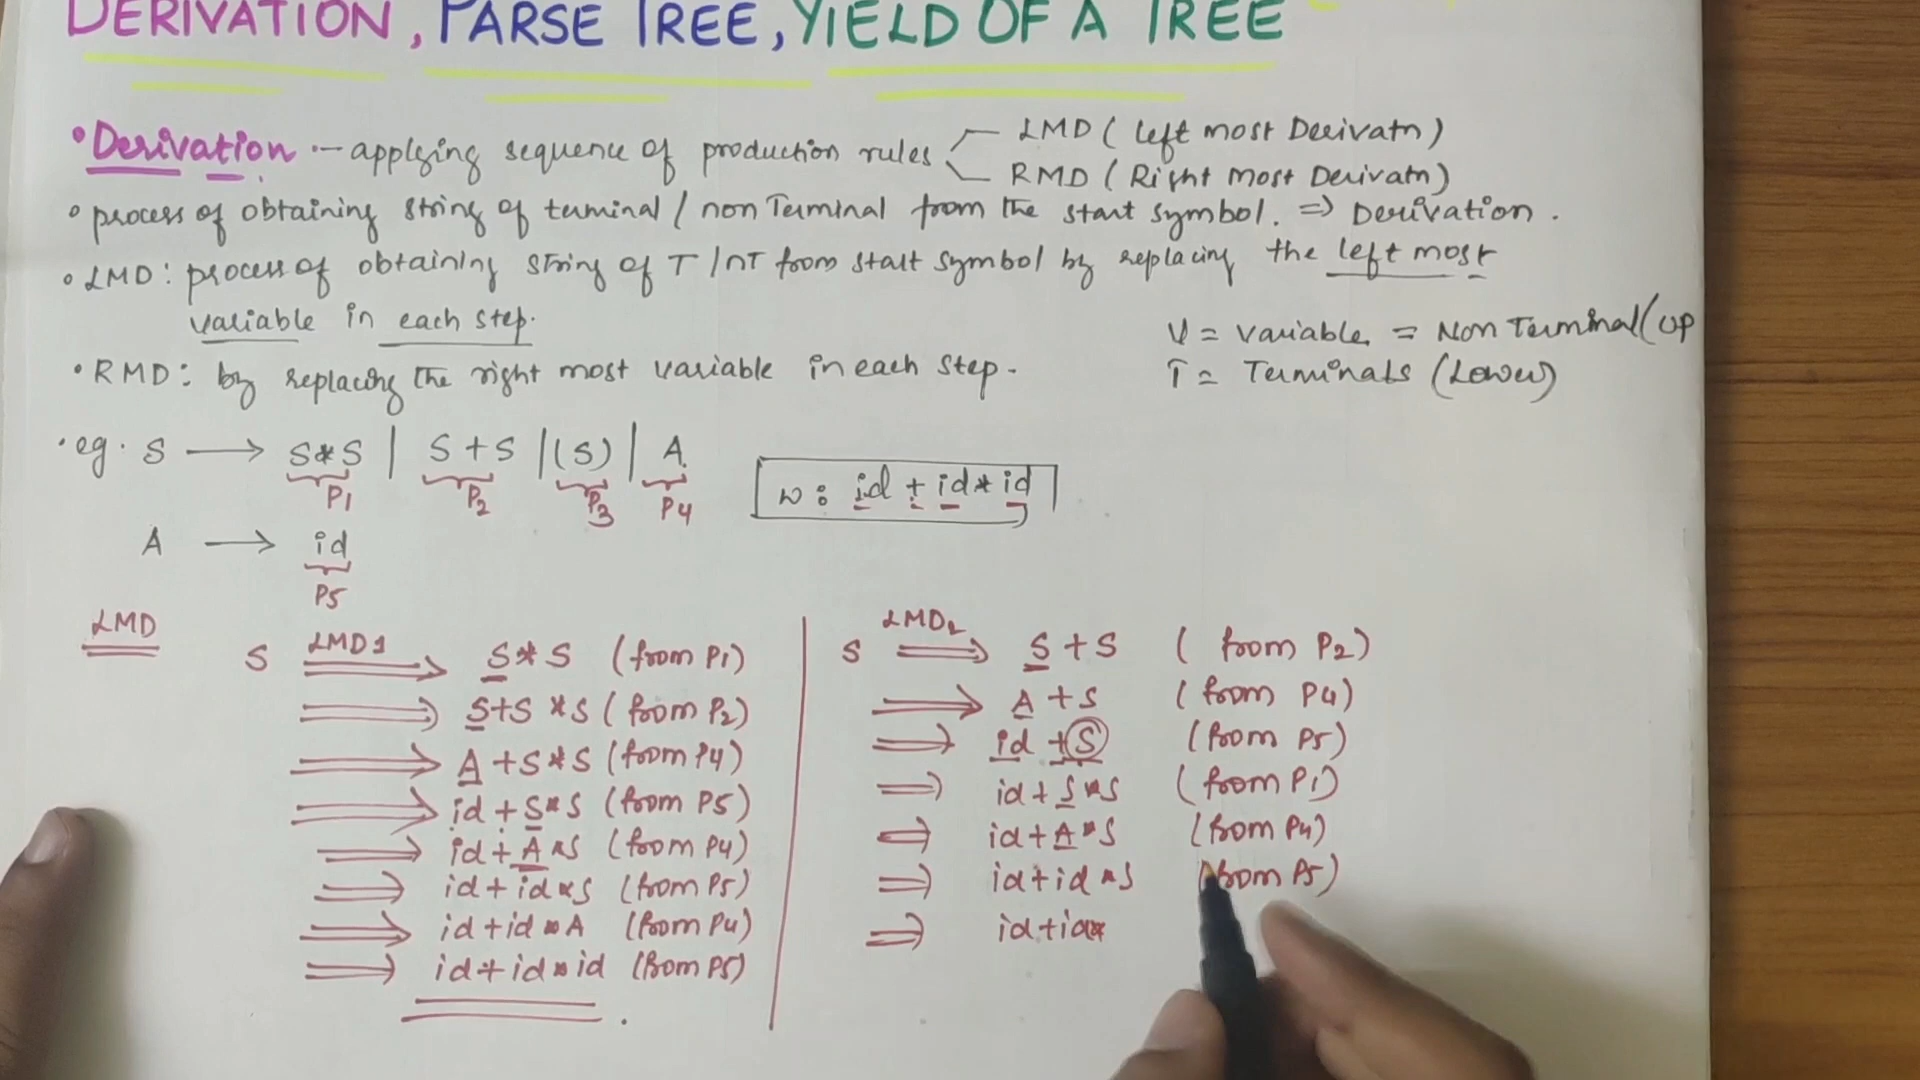 DERIVATION, PARSE TREE, YIELD OF A TREE
• Derivation :- applying sequence of production rules
LMD ( left most Derivatn )
RMD ( Right most Derivatn )
∘ process of obtaining string of terminal / non Terminal from the start symbol. => Derivation .
∘ LMD : process of obtaining string of T / nT from start symbol by replacing the left most
variable in each step.
• RMD : by replacing the right most variable in each step.
V = variable = Non Terminal (up
T = Terminals (Lower)
• eg. S → S*S | S+S | (S) | A
P1 P2 P3 P4
w : id + id * id
A → id
P5
LMD
S LMD1 ⟹ S*S (from P1)
⟹ S+S *S (from P2)
⟹ A+S*S (from P4)
⟹ id + S*S (from P5)
⟹ id + A*S (from P4)
⟹ id + id*S (from P5)
⟹ id+id*A (from P4)
⟹ id+id*id (from P5)
S LMD2 ⟹ S+S ( from P2)
⟹ A+S ( from P4)
⟹ id+S (from P5)
⟹ id+S*S (from P1)
⟹ id+A*S (from P4)
⟹ id+id*S (from P5)
⟹ id+id*